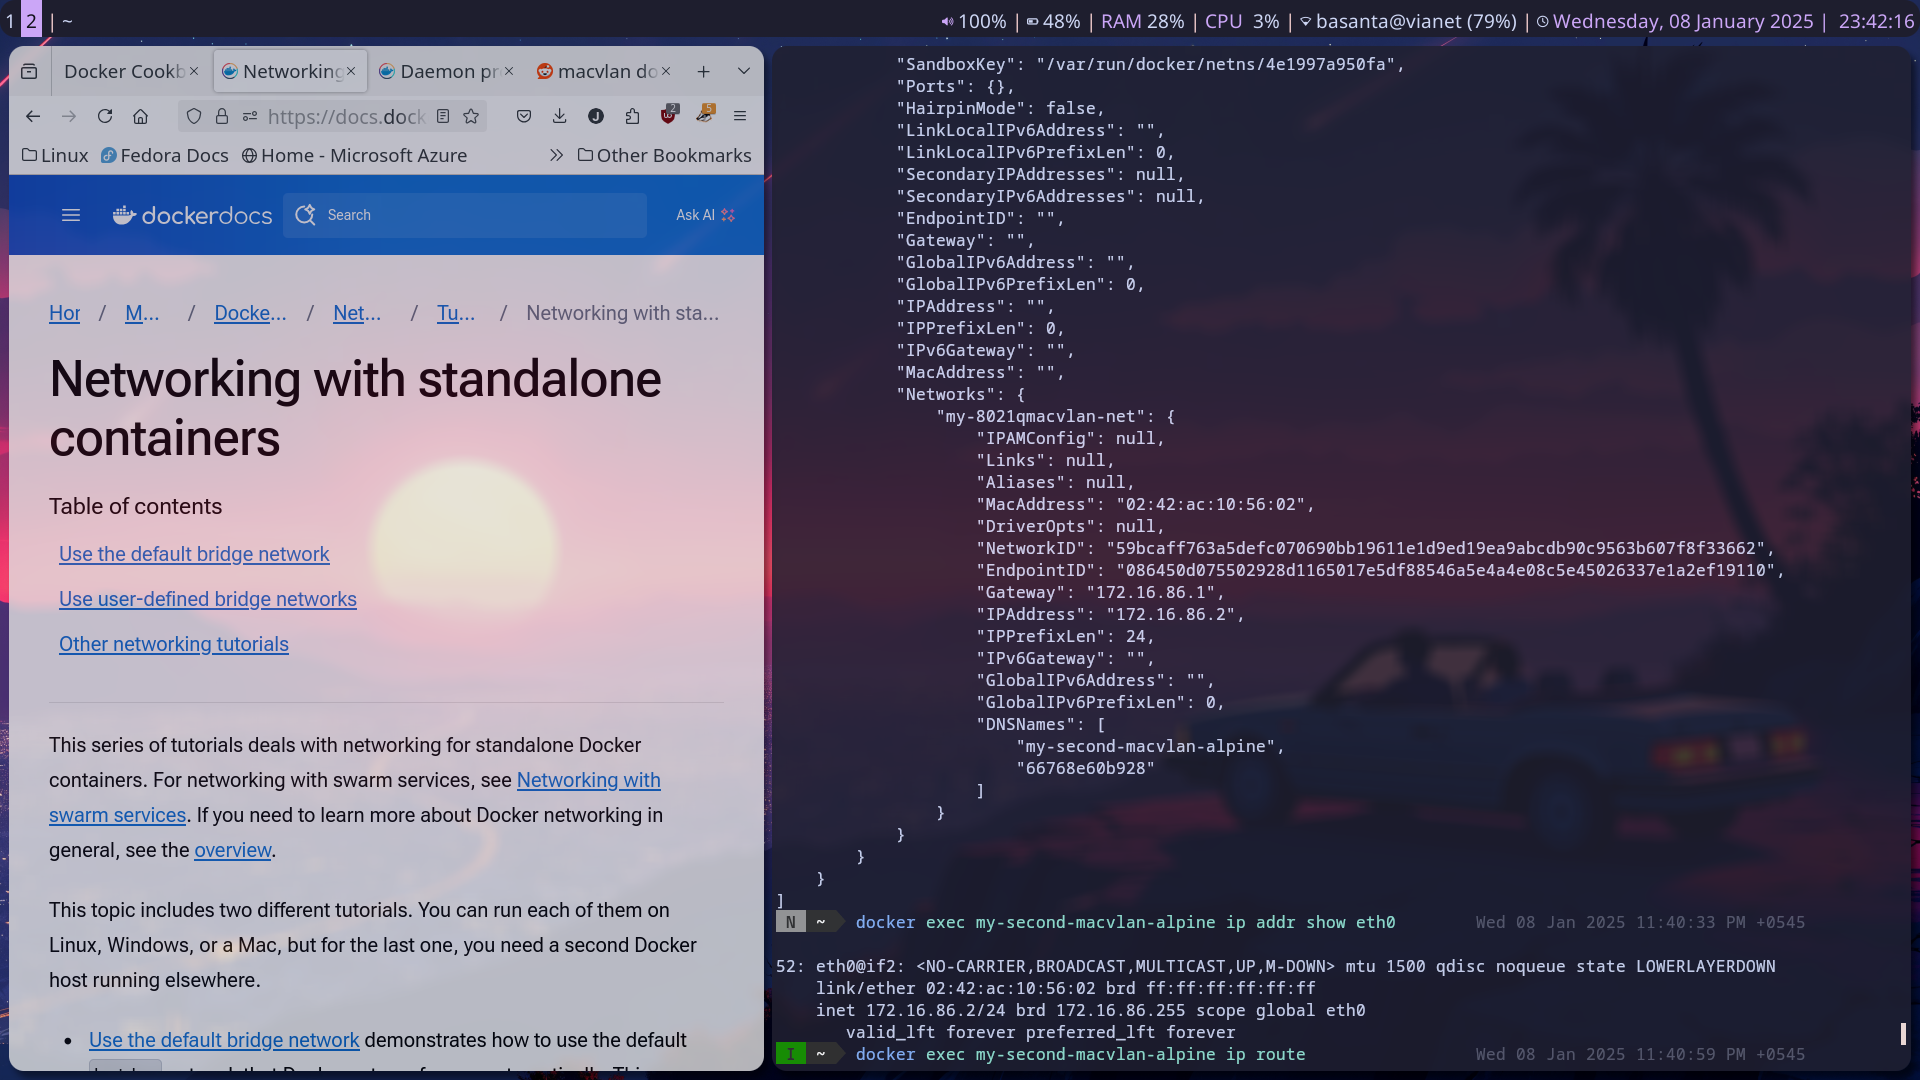 1 2 | ~
100% | 48% | RAM 28% | CPU 3% | basanta@vianet (79%) | Wednesday, 08 January 2025 | 23:42:16
Docker Cookb
Networking
Daemon pr
macvlan do
https://docs.dock
2
5
Linux
Fedora Docs
Home - Microsoft Azure
Other Bookmarks
dockerdocs
Search
Ask AI
Hor / M... / Docke... / Net... / Tu... / Networking with sta...
Networking with standalone
containers
Table of contents
Use the default bridge network
Use user-defined bridge networks
Other networking tutorials
This series of tutorials deals with networking for standalone Docker
containers. For networking with swarm services, see Networking with
swarm services. If you need to learn more about Docker networking in
general, see the overview.
This topic includes two different tutorials. You can run each of them on
Linux, Windows, or a Mac, but for the last one, you need a second Docker
host running elsewhere.
• Use the default bridge network demonstrates how to use the default
"SandboxKey": "/var/run/docker/netns/4e1997a950fa",
"Ports": {},
"HairpinMode": false,
"LinkLocalIPv6Address": "",
"LinkLocalIPv6PrefixLen": 0,
"SecondaryIPAddresses": null,
"SecondaryIPv6Addresses": null,
"EndpointID": "",
"Gateway": "",
"GlobalIPv6Address": "",
"GlobalIPv6PrefixLen": 0,
"IPAddress": "",
"IPPrefixLen": 0,
"IPv6Gateway": "",
"MacAddress": "",
"Networks": {
"my-8021qmacvlan-net": {
"IPAMConfig": null,
"Links": null,
"Aliases": null,
"MacAddress": "02:42:ac:10:56:02",
"DriverOpts": null,
"NetworkID": "59bcaff763a5defc070690bb19611e1d9ed19ea9abcdb90c9563b607f8f33662",
"EndpointID": "086450d075502928d1165017e5df88546a5e4a4e08c5e45026337e1a2ef19110",
"Gateway": "172.16.86.1",
"IPAddress": "172.16.86.2",
"IPPrefixLen": 24,
"IPv6Gateway": "",
"GlobalIPv6Address": "",
"GlobalIPv6PrefixLen": 0,
"DNSNames": [
"my-second-macvlan-alpine",
"66768e60b928"
]
}
}
}
}
]
N ~ docker exec my-second-macvlan-alpine ip addr show eth0 Wed 08 Jan 2025 11:40:33 PM +0545
52: eth0@if2: <NO-CARRIER,BROADCAST,MULTICAST,UP,M-DOWN> mtu 1500 qdisc noqueue state LOWERLAYERDOWN
link/ether 02:42:ac:10:56:02 brd ff:ff:ff:ff:ff:ff
inet 172.16.86.2/24 brd 172.16.86.255 scope global eth0
valid_lft forever preferred_lft forever
I ~ docker exec my-second-macvlan-alpine ip route Wed 08 Jan 2025 11:40:59 PM +0545